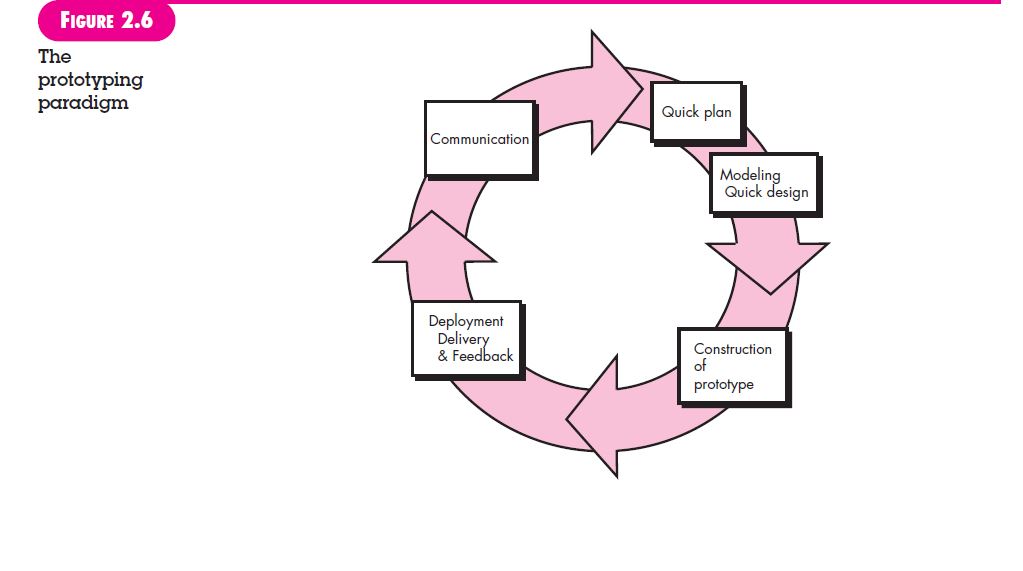 FIGURE 2.6
The
prototyping
paradigm
Communication
Quick plan
Modeling
Quick design
Construction
of
prototype
Deployment
Delivery
& Feedback